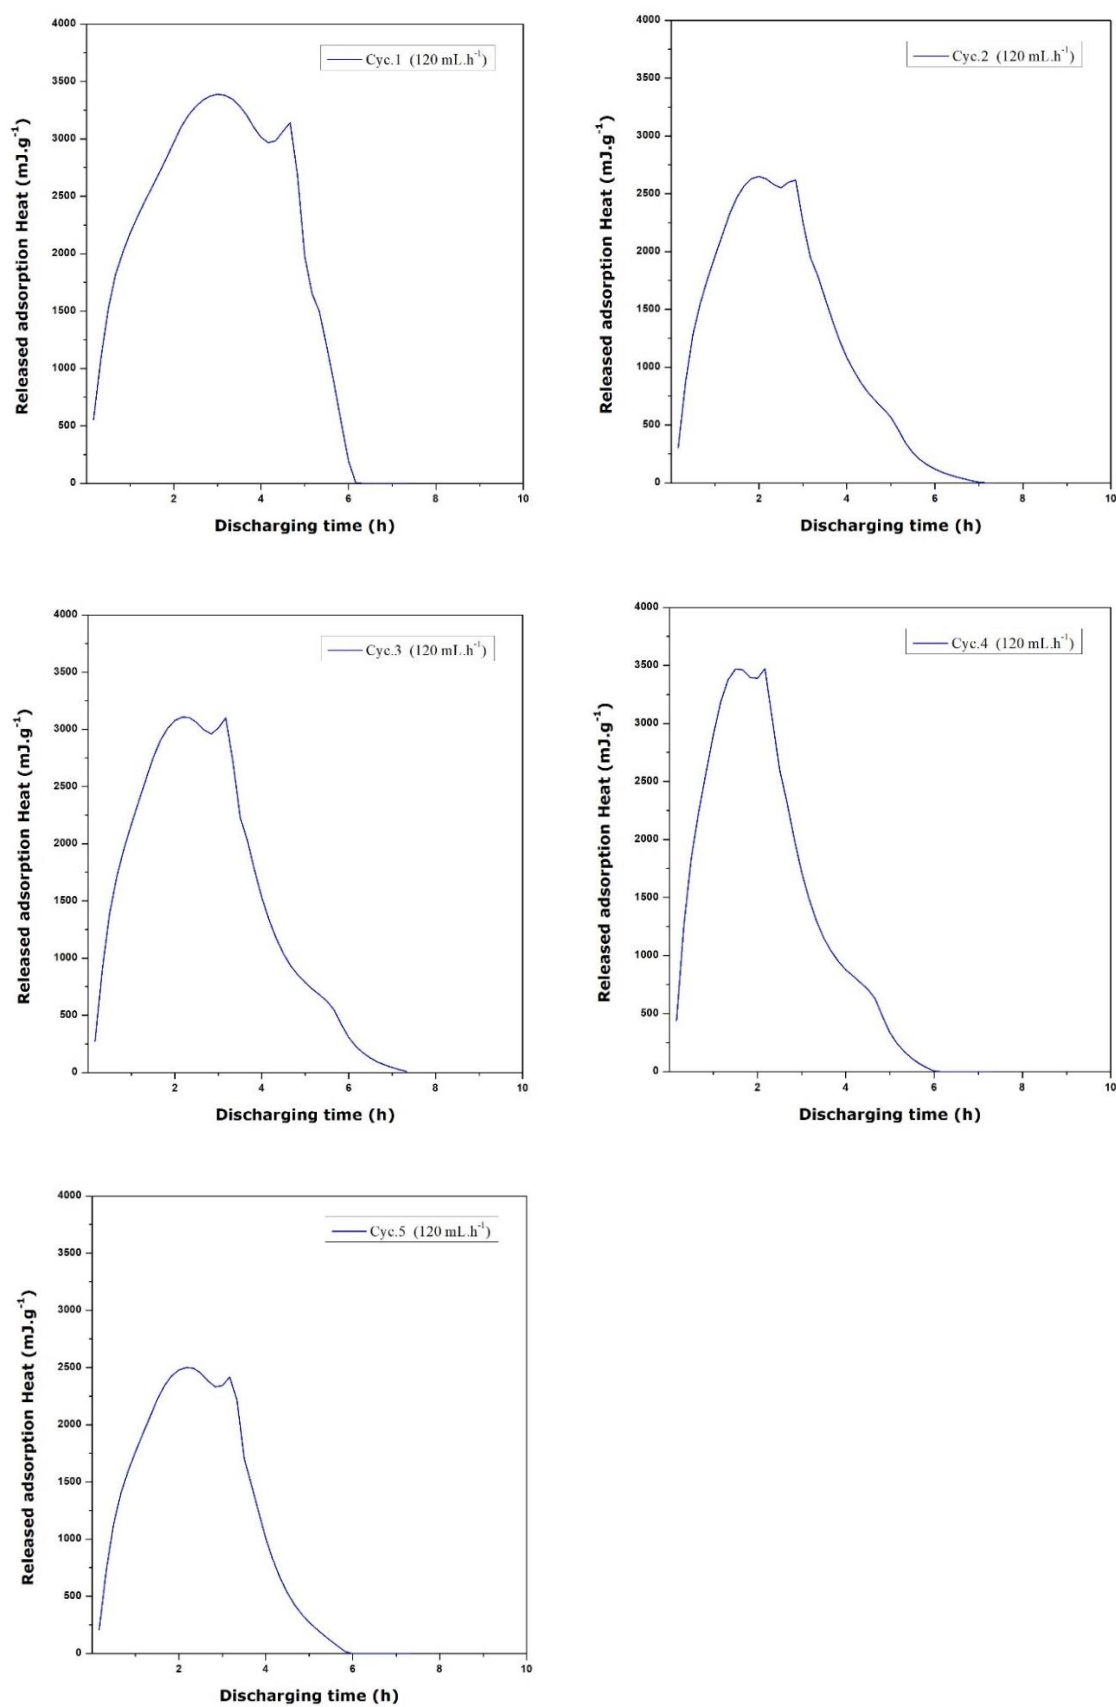 4000
3500
3000
2500
2000
1500
1000
500
0
Released adsorption Heat (mJ.g-1)
Cyc.1 (120 mL.h-1)
2 4 6 8 10
Discharging time (h)
4000
3500
3000
2500
2000
1500
1000
500
0
Released adsorption Heat (mJ.g-1)
Cyc.2 (120 mL.h-1)
2 4 6 8 10
Discharging time (h)
4000
3500
3000
2500
2000
1500
1000
500
0
Released adsorption Heat (mJ.g-1)
Cyc.3 (120 mL.h-1)
2 4 6 8 10
Discharging time (h)
4000
3500
3000
2500
2000
1500
1000
500
0
Released adsorption Heat (mJ.g-1)
Cyc.4 (120 mL.h-1)
2 4 6 8 10
Discharging time (h)
4000
3500
3000
2500
2000
1500
1000
500
0
Released adsorption Heat (mJ.g-1)
Cyc.5 (120 mL.h-1)
2 4 6 8 10
Discharging time (h)